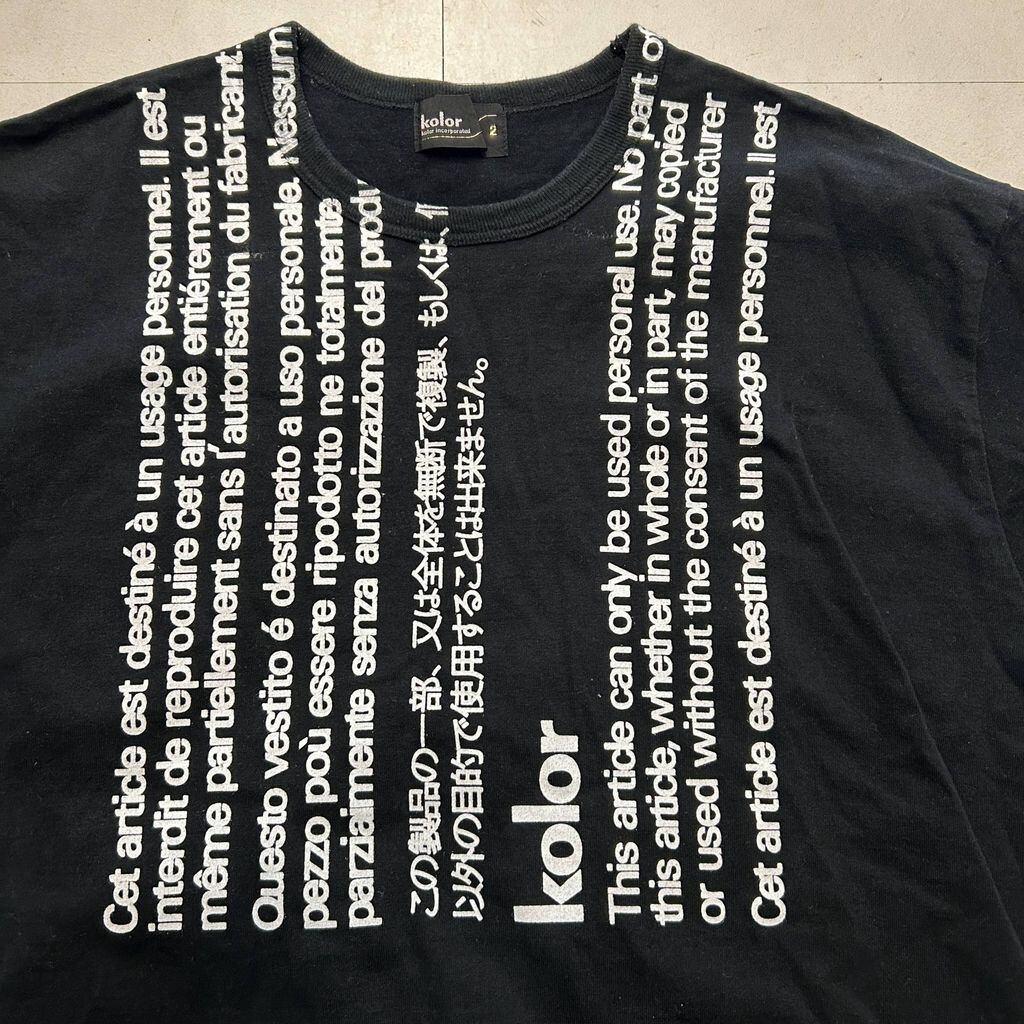 kolor
kolor incorporated
2
Cet article est destiné à un usage personnel. Il est
interdit de reproduire cet article entiérement ou
même partiellement sans l'autorisation du fabricant.
Questo vestito é destinato a uso personale. Nessum
pezzo poù essere ripodotto ne totalmente
parzialmente senza autorizzazione del
この製品の一部、又は全体を無断で複製、もしくは、
以外の目的で使用することは出来ません。
kolor
This article can only be used personal use. No part of
this article, whether in whole or in part, may copied
or used without the consent of the manufacturer
Cet article est destiné à un usage personnel. Il est